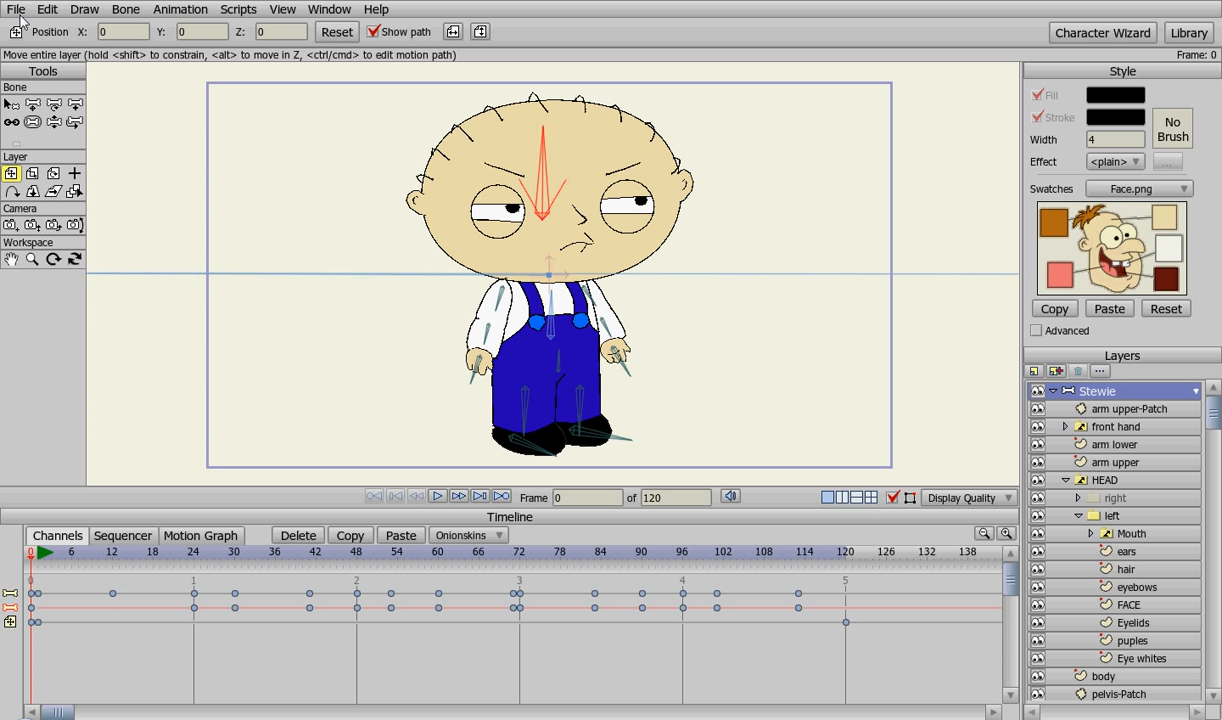 File Edit Draw Bone Animation Scripts View Window Help
Position X: 0 Y: 0 Z: 0 Reset Show path Character Wizard Library
Move entire layer (hold <shift> to constrain, <alt> to move in Z, <ctrl/cmd> to edit motion path) Frame: 0
Tools
Bone
Layer
Camera
Workspace
Style
Fill
Stroke
No Brush
Width 4
Effect <plain> ...
Swatches Face.png
Copy Paste Reset
Advanced
Layers
...
Stewie
arm upper-Patch
front hand
arm lower
arm upper
HEAD
right
left
Mouth
ears
hair
eyebows
FACE
Eyelids
puples
Eye whites
body
pelvis-Patch
Frame 0 of 120 Display Quality
Timeline
Channels Sequencer Motion Graph Delete Copy Paste Onionskins
0 6 12 18 24 30 36 42 48 54 60 66 72 78 84 90 96 102 108 114 120 126 132 138
0 1 2 3 4 5